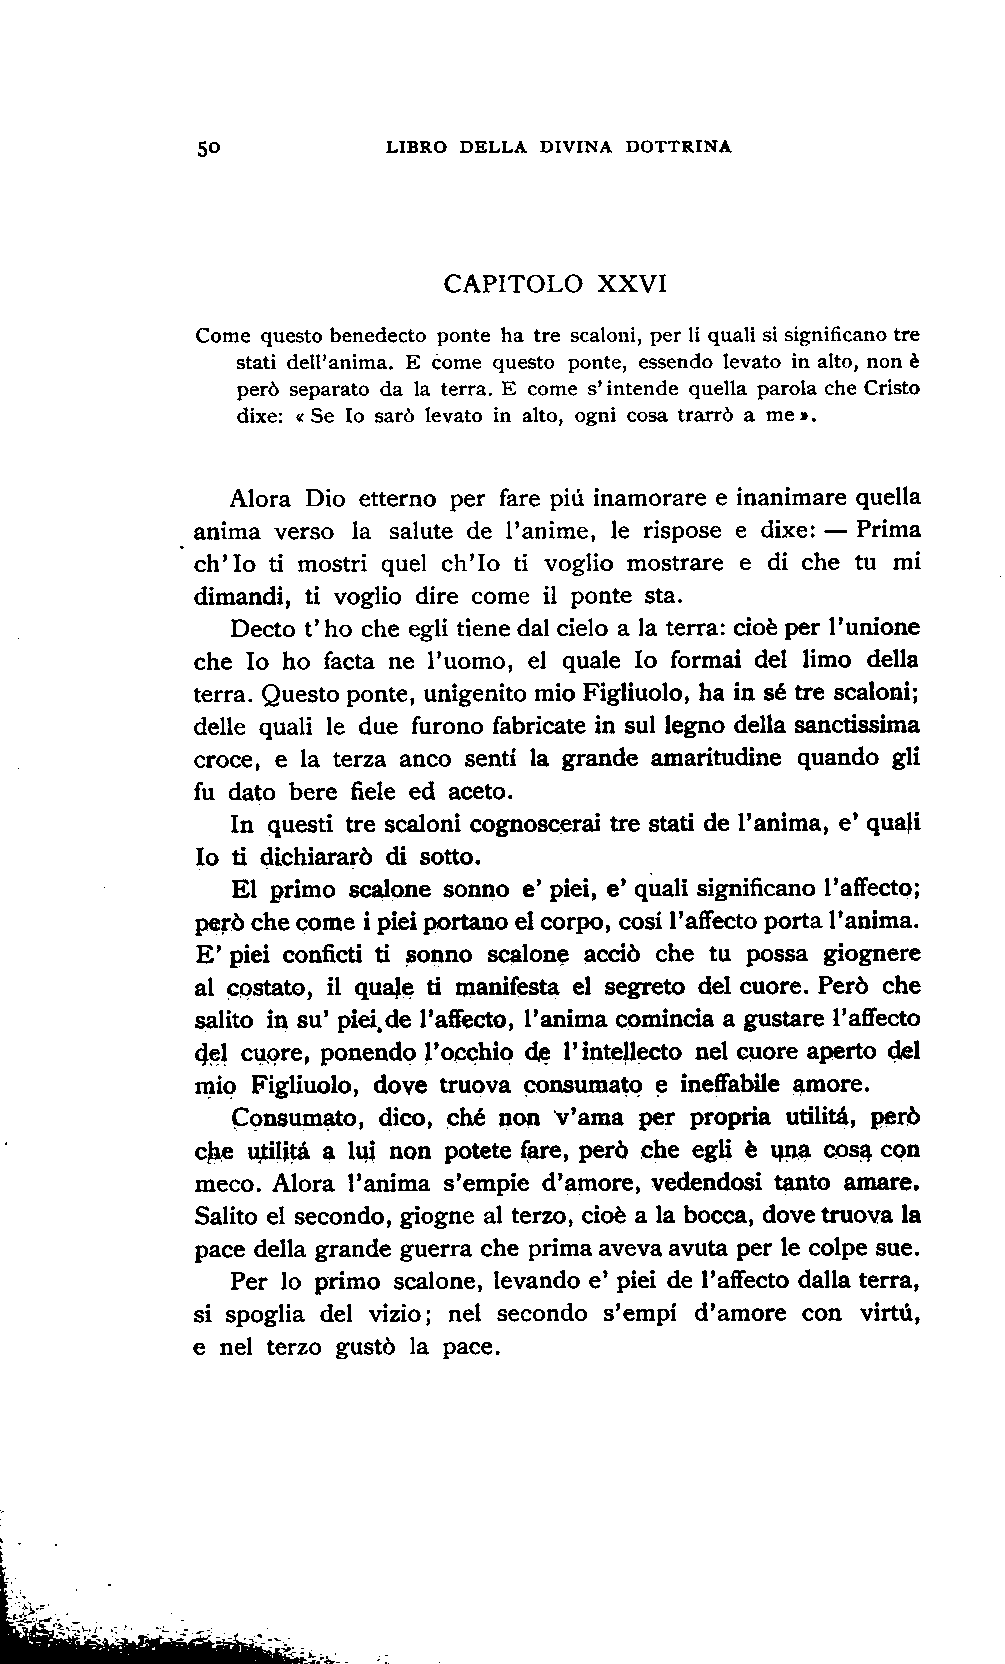 50 LIBRO DELLA DIVINA DOTTRINA
CAPITOLO XXVI
Come questo benedecto ponte ha tre scaloni, per li quali si significano tre
stati dell'anima. E come questo ponte, essendo levato in alto, non è
però separato da la terra. E come s'intende quella parola che Cristo
dixe: « Se Io sarò levato in alto, ogni cosa trarrò a me ».
Alora Dio etterno per fare piú inamorare e inanimare quella
anima verso la salute de l'anime, le rispose e dixe: — Prima
ch'Io ti mostri quel ch'Io ti voglio mostrare e di che tu mi
dimandi, ti voglio dire come il ponte sta.
Decto t'ho che egli tiene dal cielo a la terra: cioè per l'unione
che Io ho facta ne l'uomo, el quale Io formai del limo della
terra. Questo ponte, unigenito mio Figliuolo, ha in sé tre scaloni;
delle quali le due furono fabricate in sul legno della sanctissima
croce, e la terza anco sentí la grande amaritudine quando gli
fu dato bere fiele ed aceto.
In questi tre scaloni cognoscerai tre stati de l'anima, e' quali
Io ti dichiararò di sotto.
El primo scalone sonno e' piei, e' quali significano l'affecto;
però che come i piei portano el corpo, cosí l'affecto porta l'anima.
E' piei conficti ti sonno scalone acciò che tu possa giognere
al costato, il quale ti manifesta el segreto del cuore. Però che
salito in su' piei de l'affecto, l'anima comincia a gustare l'affecto
del cuore, ponendo l'occhio de l'intellecto nel cuore aperto del
mio Figliuolo, dove truova consumato e ineffabile amore.
Consumato, dico, ché non v'ama per propria utilitá, però
che utilitá a lui non potete fare, però che egli è una cosa con
meco. Alora l'anima s'empie d'amore, vedendosi tanto amare.
Salito el secondo, giogne al terzo, cioè a la bocca, dove truova la
pace della grande guerra che prima aveva avuta per le colpe sue.
Per lo primo scalone, levando e' piei de l'affecto dalla terra,
si spoglia del vizio; nel secondo s'empí d'amore con virtú,
e nel terzo gustò la pace.